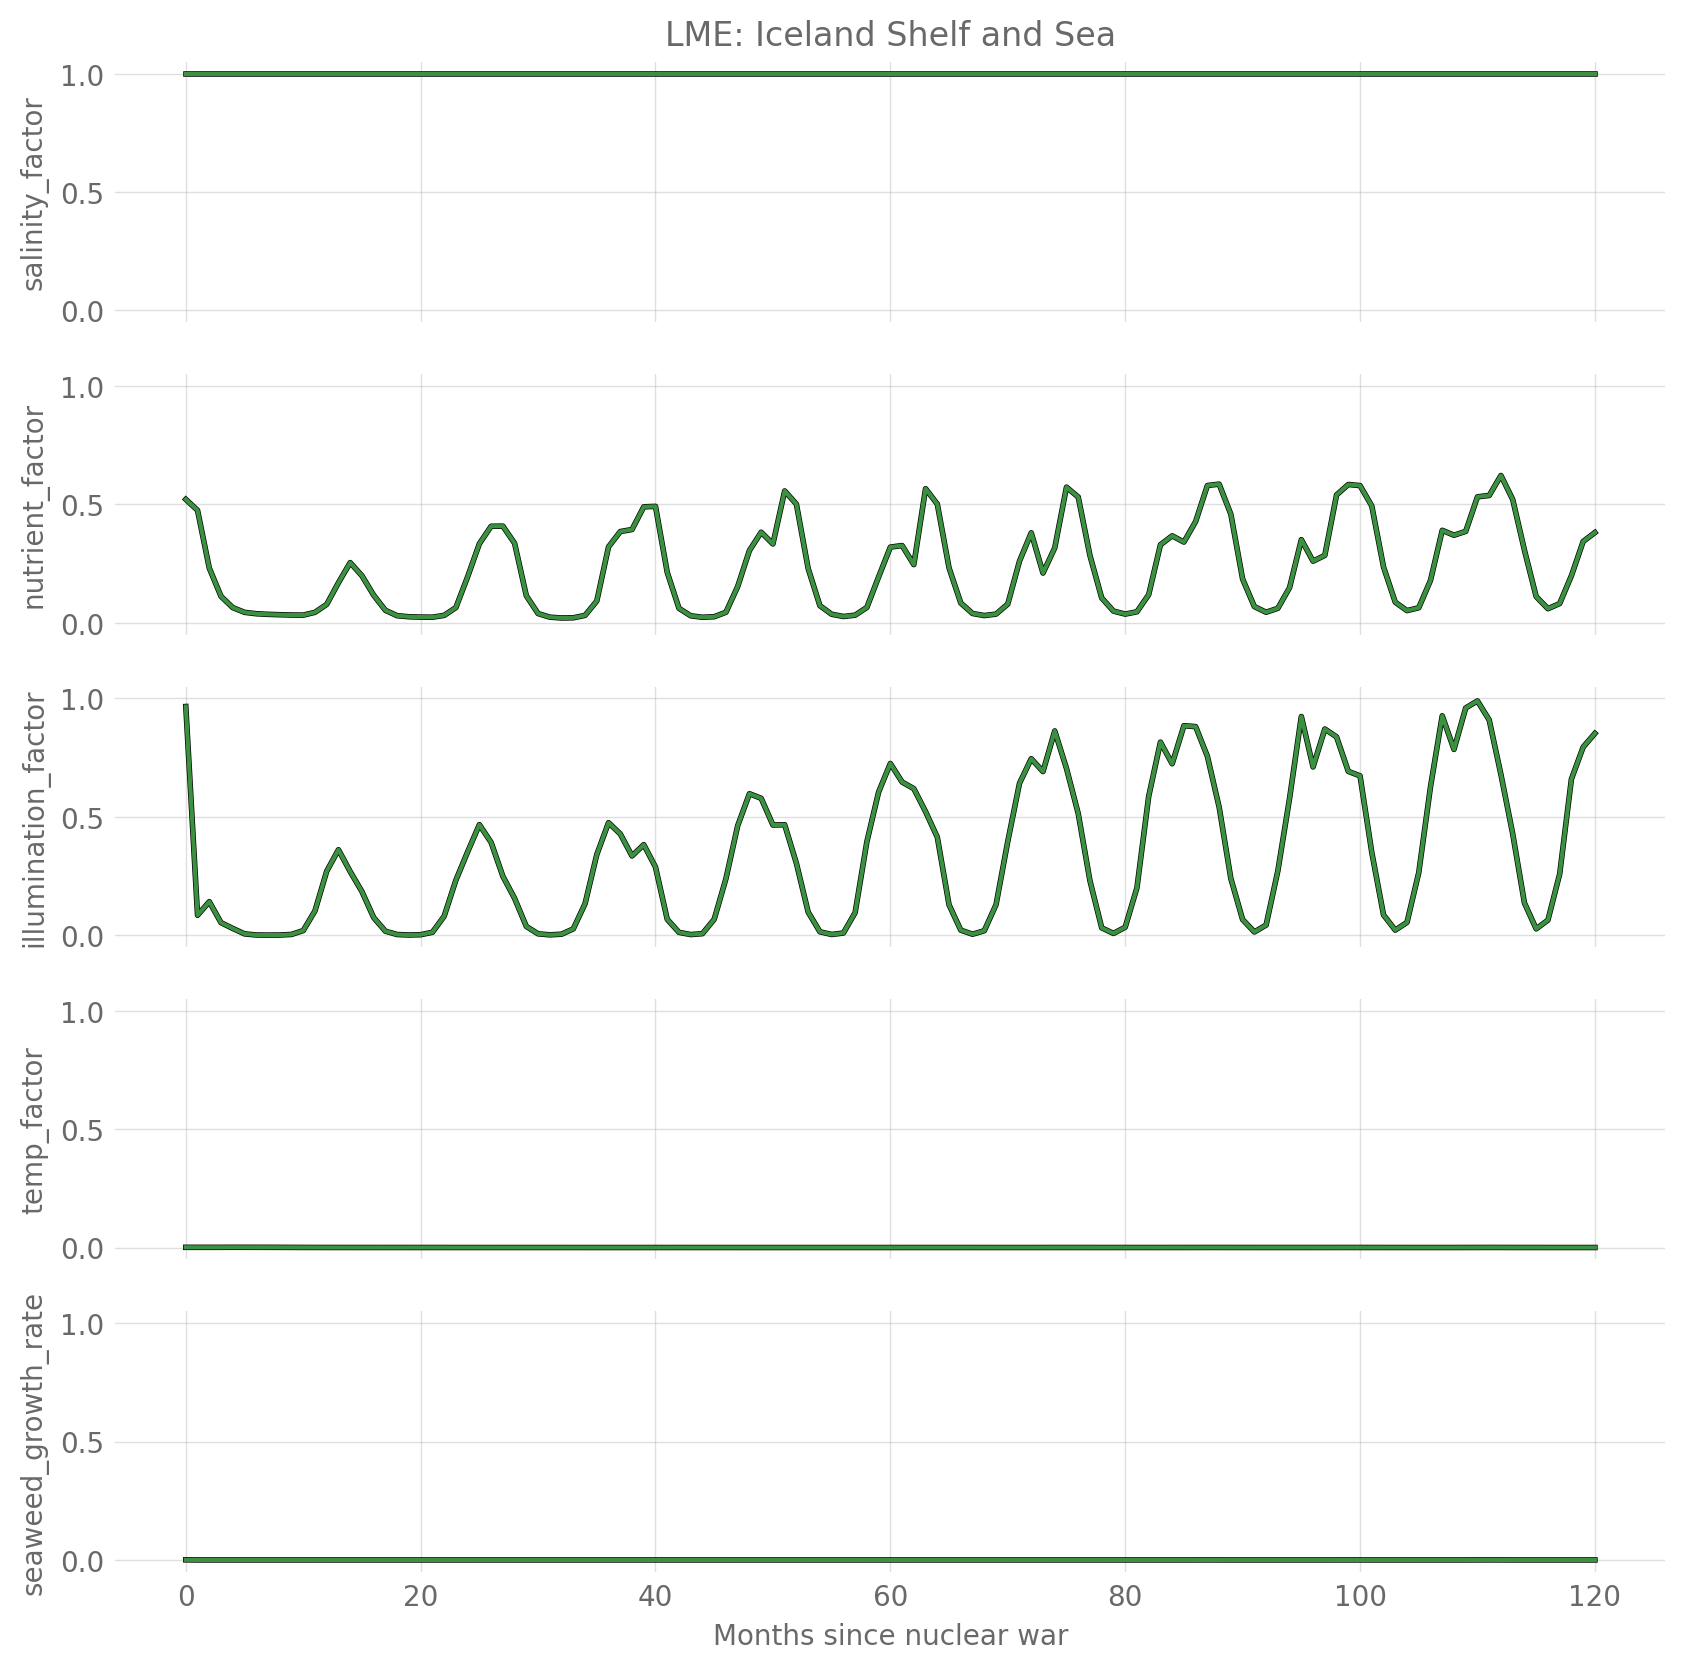 LME: Iceland Shelf and Sea
salinity_factor
1.0
0.5
0.0
nutrient_factor
1.0
0.5
0.0
illumination_factor
1.0
0.5
0.0
temp_factor
1.0
0.5
0.0
seaweed_growth_rate
1.0
0.5
0.0
0 20 40 60 80 100 120
Months since nuclear war